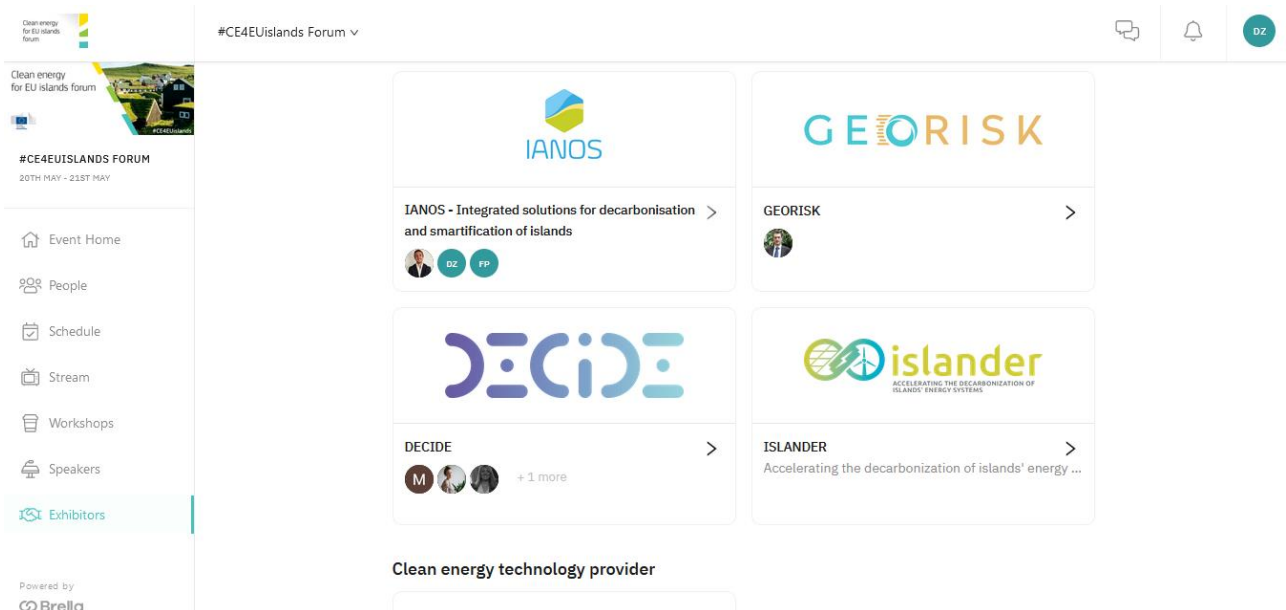 Clean energy
for EU islands
forum
#CE4EUislands Forum
DZ
Clean energy
for EU islands forum
#CE4EUislands
#CE4EUISLANDS FORUM
20TH MAY - 21ST MAY
Event Home
People
Schedule
Stream
Workshops
Speakers
Exhibitors
Powered by
Brella
IANOS
GEORISK
IANOS - Integrated solutions for decarbonisation
and smartification of islands
DZ
FP
GEORISK
DECIDE
islander
ACCELERATING THE DECARBONIZATION OF
ISLANDS' ENERGY SYSTEMS
DECIDE
M
+ 1 more
ISLANDER
Accelerating the decarbonization of islands' energy ...
Clean energy technology provider